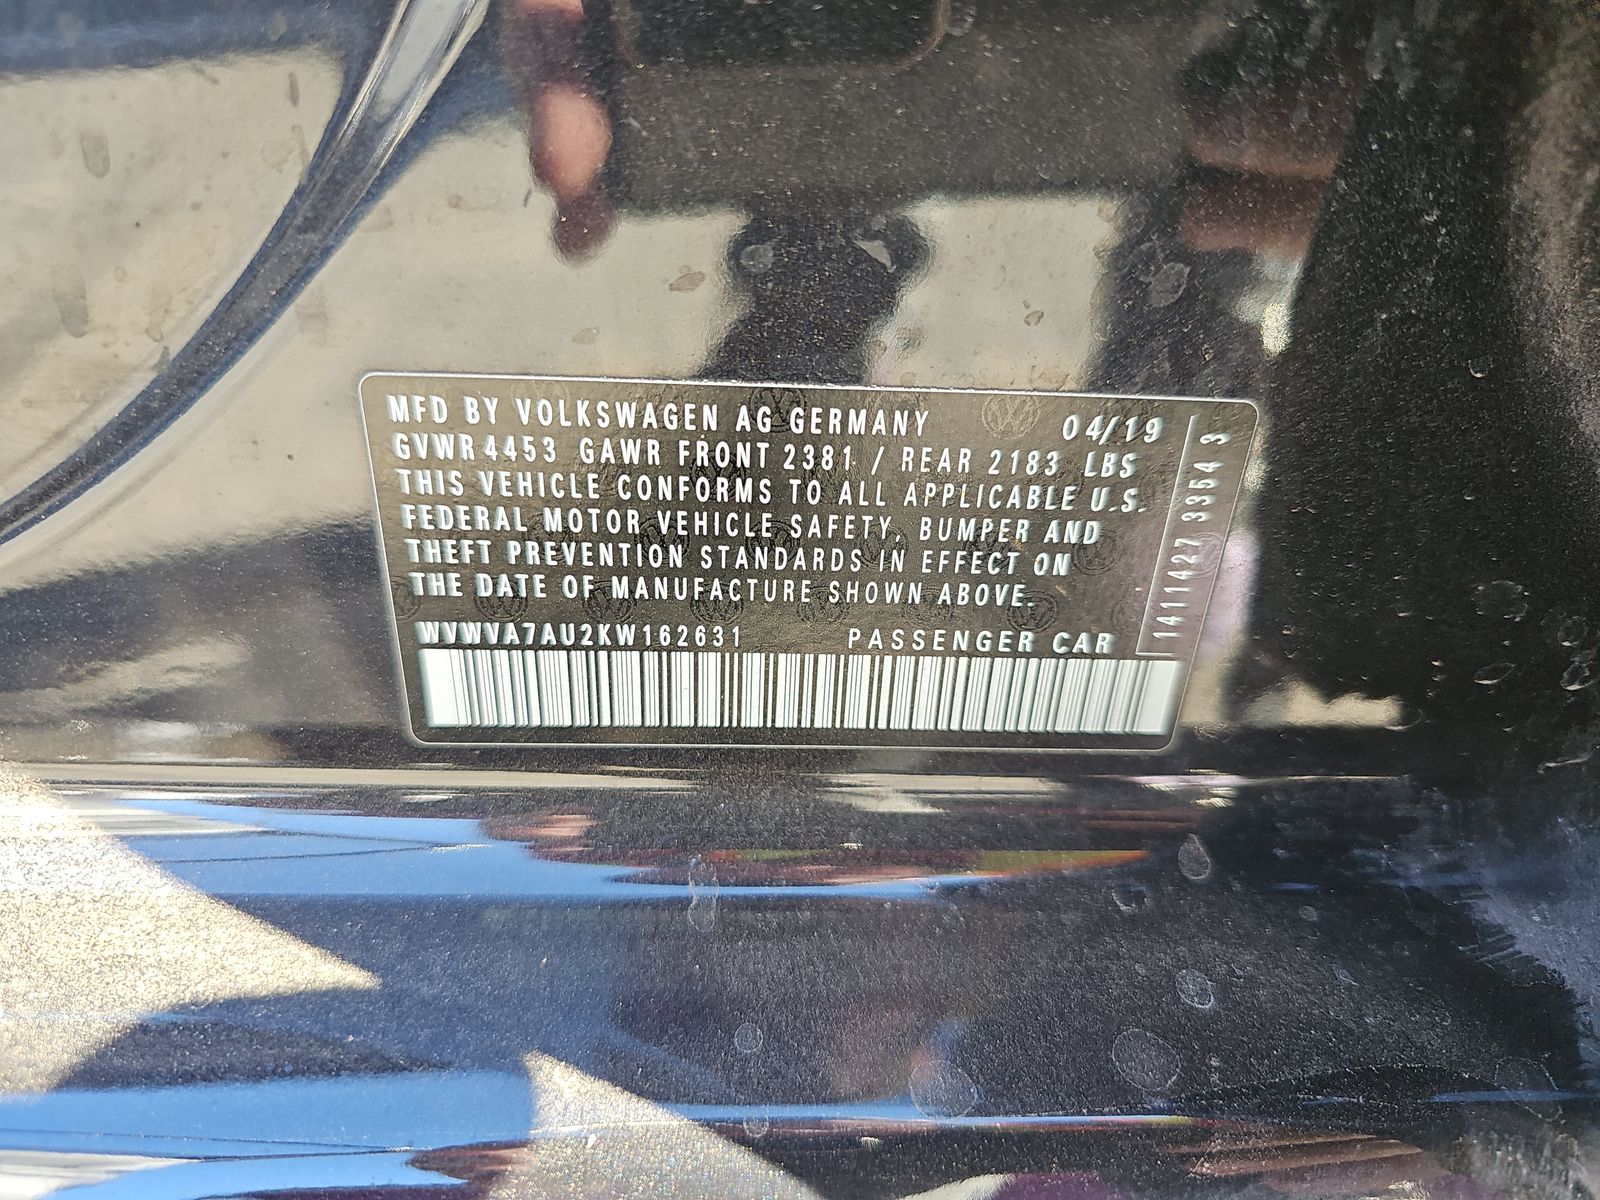 MFD BY VOLKSWAGEN AG GERMANY 04/19
GVWR 4453 GAWR FRONT 2381 / REAR 2183 LBS
THIS VEHICLE CONFORMS TO ALL APPLICABLE U.S.
FEDERAL MOTOR VEHICLE SAFETY, BUMPER AND
THEFT PREVENTION STANDARDS IN EFFECT ON
THE DATE OF MANUFACTURE SHOWN ABOVE.
WVWVA7AU2KW162631 PASSENGER CAR
1411427 3354 3